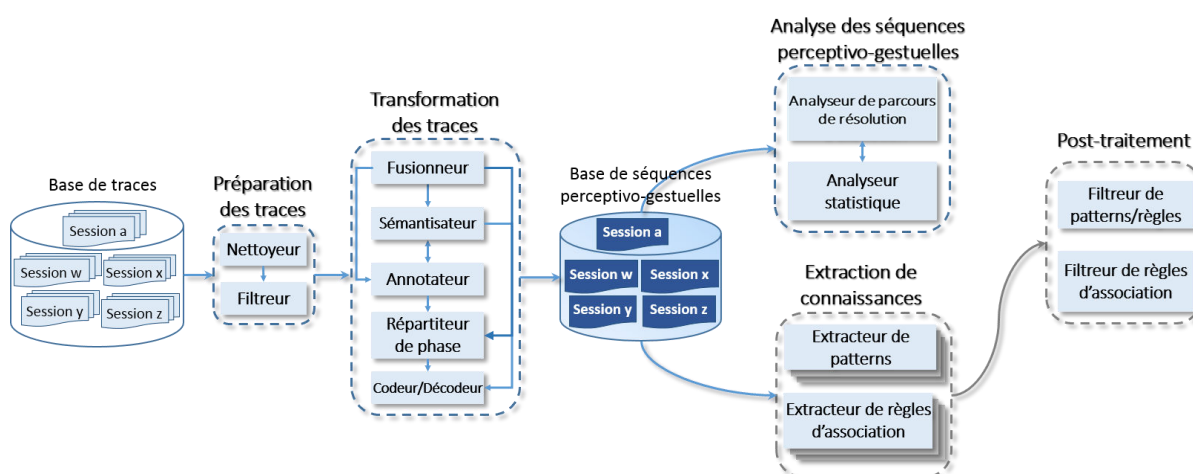 Base de traces
Session a
Session w
Session x
Session y
Session z
Préparation
des traces
Nettoyeur
Filtreur
Transformation
des traces
Fusionneur
Sémantisateur
Annotateur
Répartiteur
de phase
Codeur/Décodeur
Base de séquences
perceptivo-gestuelles
Session a
Session w
Session x
Session y
Session z
Analyse des séquences
perceptivo-gestuelles
Analyseur de parcours
de résolution
Analyseur
statistique
Extraction de
connaissances
Extracteur de
patterns
Extracteur de règles
d'association
Post-traitement
Filtreur de
patterns/règles
Filtreur de règles
d'association